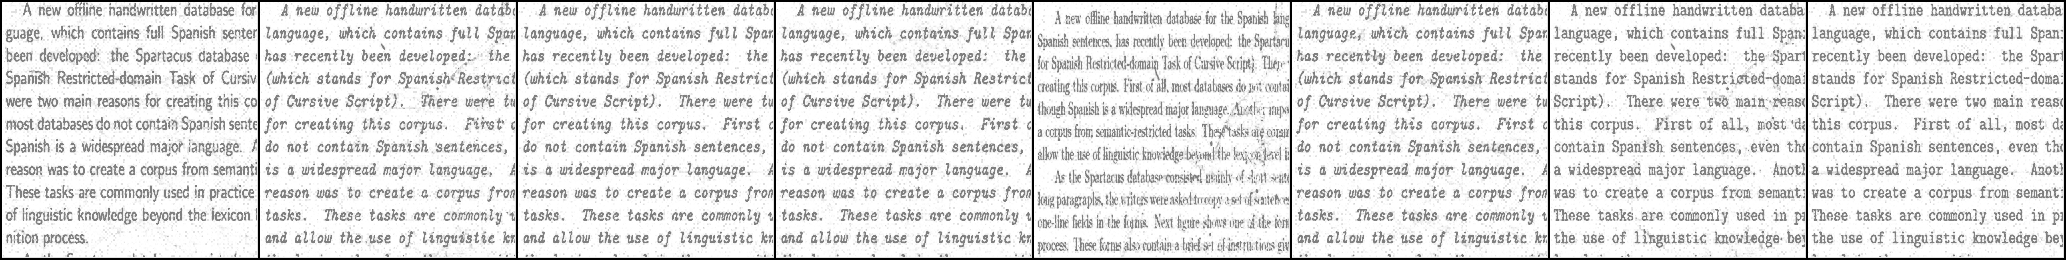 A new offline handwritten database for
guage, which contains full Spanish senten
been developed: the Spartacus database
Spanish Restricted-domain Task of Cursiv
were two main reasons for creating this co
most databases do not contain Spanish sente
Spanish is a widespread major language.
reason was to create a corpus from semanti
These tasks are commonly used in practice
of linguistic knowledge beyond the lexicon
nition process.
A new offline handwritten datab
language, which contains full Span
has recently been developed: the
(which stands for Spanish Restrict
of Cursive Script). There were tw
for creating this corpus. First
do not contain Spanish sentences,
is a widespread major language.
reason was to create a corpus from
tasks. These tasks are commonly
and allow the use of linguistic kn
A new offline handwritten datab
language, which contains full Span
has recently been developed: the
(which stands for Spanish Restrict
of Cursive Script). There were tw
for creating this corpus. First
do not contain Spanish sentences,
is a widespread major language.
reason was to create a corpus from
tasks. These tasks are commonly
and allow the use of linguistic kn
A new offline handwritten datab
language, which contains full Span
has recently been developed: the
(which stands for Spanish Restrict
of Cursive Script). There were tw
for creating this corpus. First
do not contain Spanish sentences,
is a widespread major language.
reason was to create a corpus from
tasks. These tasks are commonly
and allow the use of linguistic kn
A new offline handwritten database for the Spanish lang
Spanish sentences, has recently been developed: the Spartacu
for Spanish Restricted-domain Task of Cursive Script). There
creating this corpus. First of all, most databases do not contai
though Spanish is a widespread major language. Another impo
a corpus from semantic-restricted tasks. These tasks are comm
allow the use of linguistic knowledge beyond the lexicon level i
As the Spartacus database consisted mainly of short sente
long paragraphs, the writers were asked to copy a set of sentences
one-line fields in the forms. Next figure shows one of the form
process. These forms also contain a brief set of instructions giv
A new offline handwritten datab
language, which contains full Span
has recently been developed: the
(which stands for Spanish Restrict
of Cursive Script). There were tw
for creating this corpus. First
do not contain Spanish sentences,
is a widespread major language.
reason was to create a corpus from
tasks. These tasks are commonly
and allow the use of linguistic kn
A new offline handwritten databa
language, which contains full Span
recently been developed: the Spart
stands for Spanish Restricted-domai
Script). There were two main reaso
this corpus. First of all, most da
contain Spanish sentences, even tho
a widespread major language. Anoth
was to create a corpus from semanti
These tasks are commonly used in pr
the use of linguistic knowledge bey
A new offline handwritten databa
language, which contains full Span
recently been developed: the Spart
stands for Spanish Restricted-domai
Script). There were two main reaso
this corpus. First of all, most da
contain Spanish sentences, even tho
a widespread major language. Anoth
was to create a corpus from semanti
These tasks are commonly used in pr
the use of linguistic knowledge bey